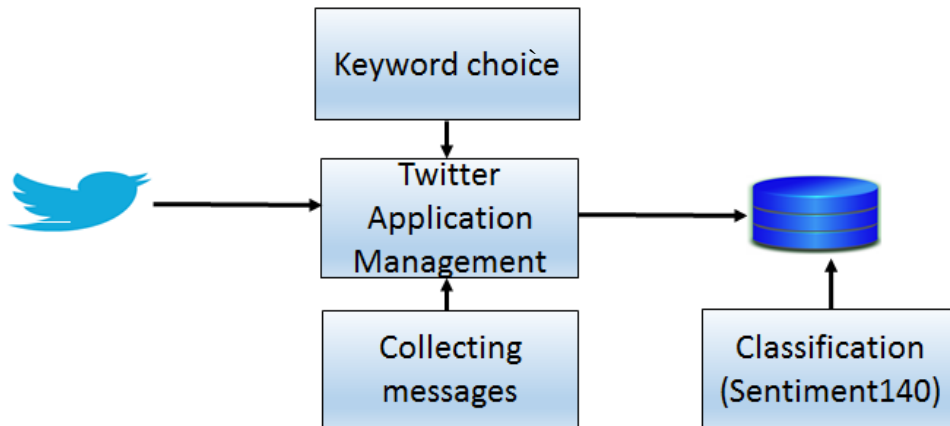 Keyword choice
Twitter
Application
Management
Collecting
messages
Classification
(Sentiment140)